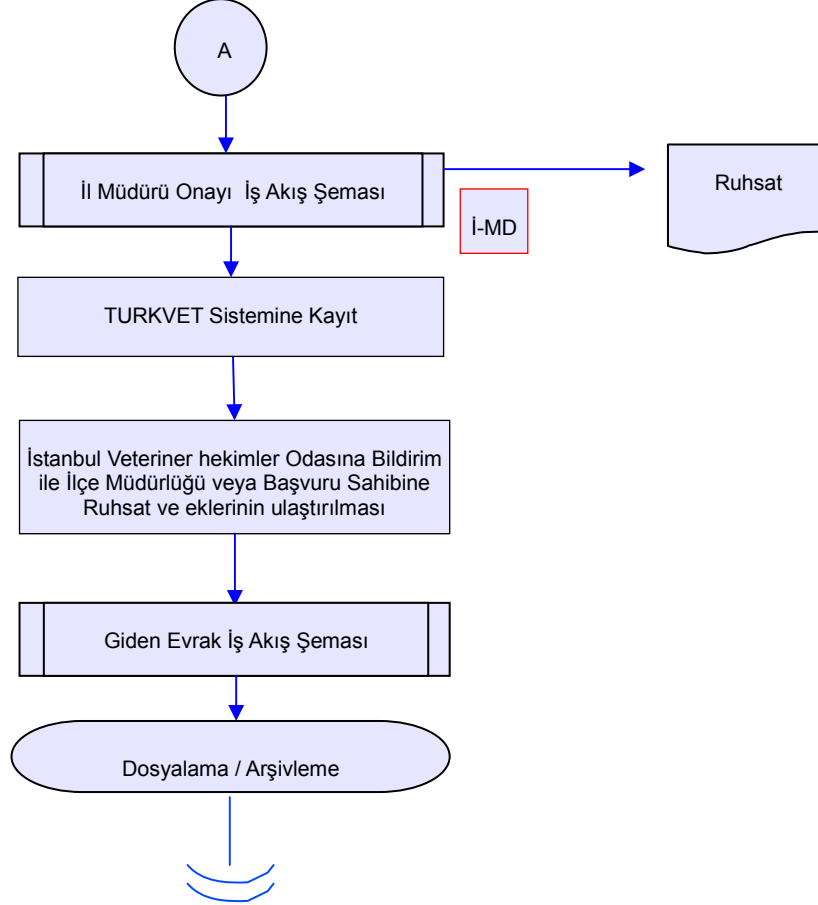 A
İl Müdürü Onayı İş Akış Şeması
Ruhsat
İ-MD
TURKVET Sistemine Kayıt
İstanbul Veteriner hekimler Odasına Bildirim
ile İlçe Müdürlüğü veya Başvuru Sahibine
Ruhsat ve eklerinin ulaştırılması
Giden Evrak İş Akış Şeması
Dosyalama / Arşivleme